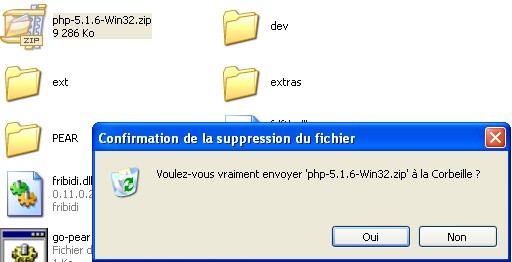 php-5.1.6-Win32.zip
9 286 Ko
ZIP
dev
ext
extras
PEAR
Confirmation de la suppression du fichier
Voulez-vous vraiment envoyer 'php-5.1.6-Win32.zip' à la Corbeille ?
Oui
Non
fribidi.dll
0.11.0.
fribidi
go-pear
Fichier d
1 Ko